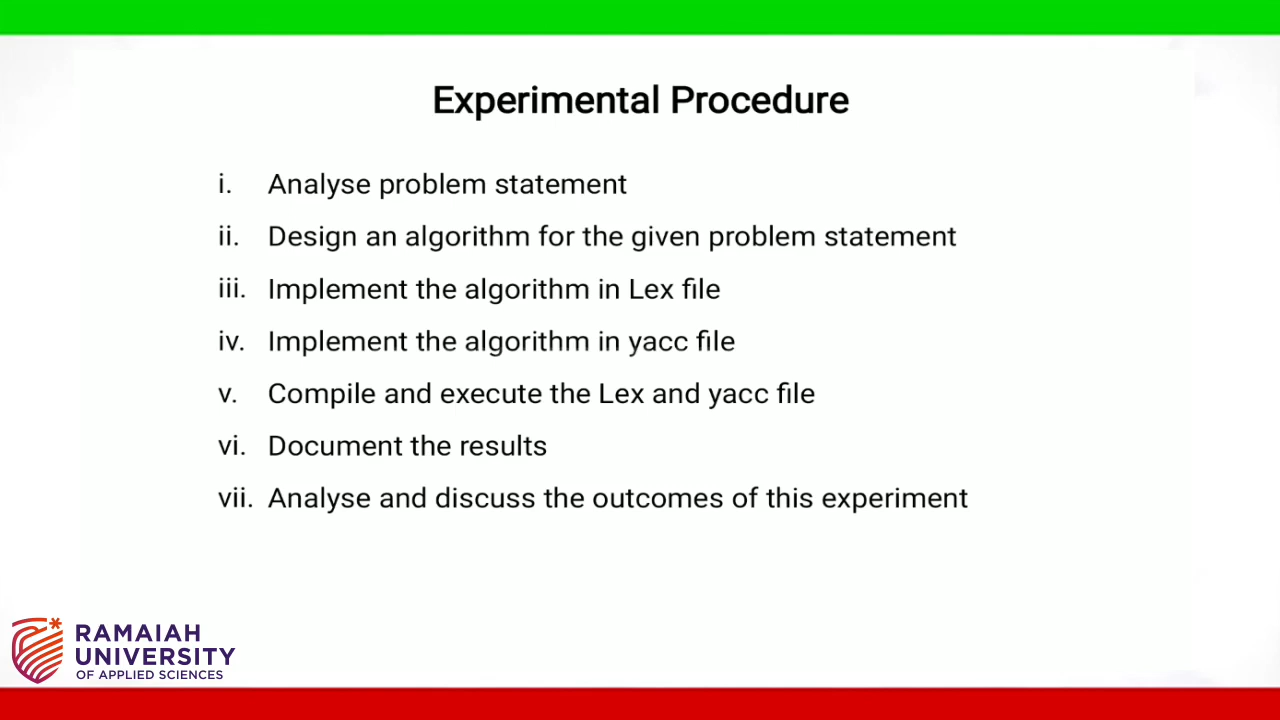 Experimental Procedure
i. Analyse problem statement
ii. Design an algorithm for the given problem statement
iii. Implement the algorithm in Lex file
iv. Implement the algorithm in yacc file
v. Compile and execute the Lex and yacc file
vi. Document the results
vii. Analyse and discuss the outcomes of this experiment
RAMAIAH
UNIVERSITY
OF APPLIED SCIENCES